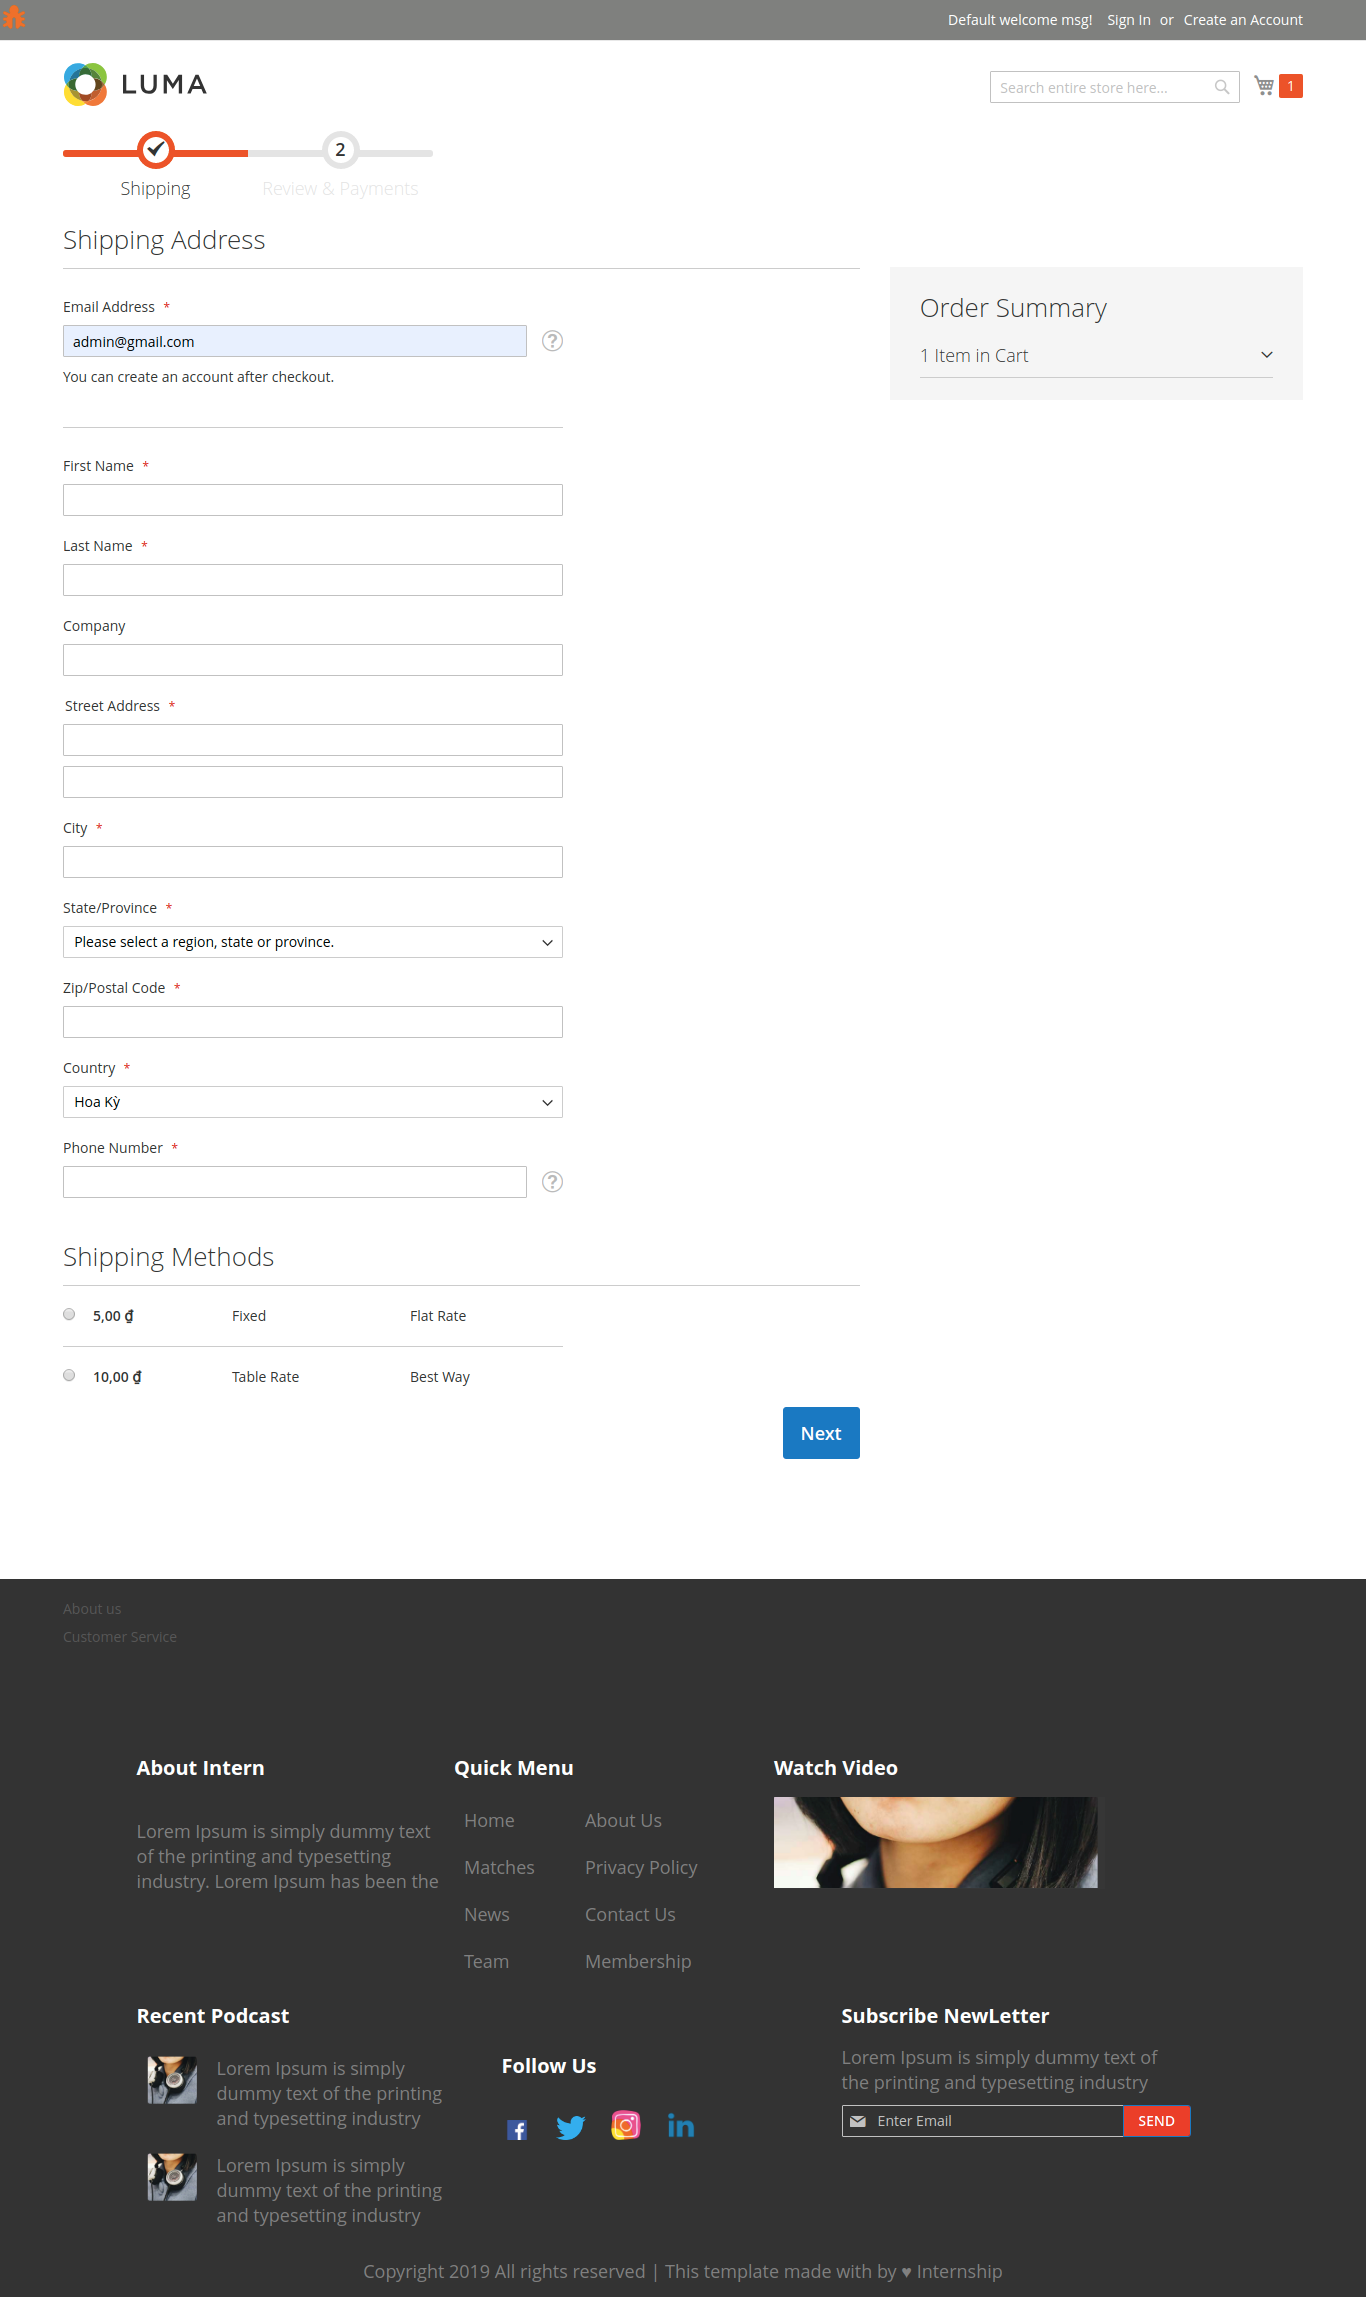 Default welcome msg! Sign In or Create an Account
LUMA
Search entire store here...
1
2
Shipping
Review & Payments
Shipping Address
Email Address *
admin@gmail.com
?
You can create an account after checkout.
Order Summary
1 Item in Cart
First Name *
Last Name *
Company
Street Address *
City *
State/Province *
Please select a region, state or province.
Zip/Postal Code *
Country *
Hoa Kỳ
Phone Number *
?
Shipping Methods
5,00 ₫ Fixed Flat Rate
10,00 ₫ Table Rate Best Way
Next
About us
Customer Service
About Intern
Lorem Ipsum is simply dummy text
of the printing and typesetting
industry. Lorem Ipsum has been the
Quick Menu
Home About Us
Matches Privacy Policy
News Contact Us
Team Membership
Watch Video
Recent Podcast
Lorem Ipsum is simply
dummy text of the printing
and typesetting industry
Lorem Ipsum is simply
dummy text of the printing
and typesetting industry
Follow Us
Subscribe NewLetter
Lorem Ipsum is simply dummy text of
the printing and typesetting industry
Enter Email SEND
Copyright 2019 All rights reserved | This template made with by ♥ Internship